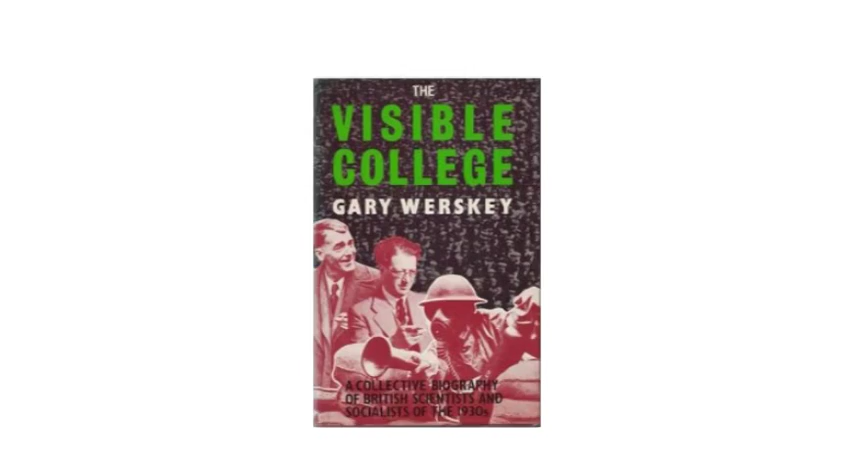 THE
VISIBLE
COLLEGE
GARY WERSKEY
A COLLECTIVE BIOGRAPHY
OF BRITISH SCIENTISTS AND
SOCIALISTS OF THE 1930s